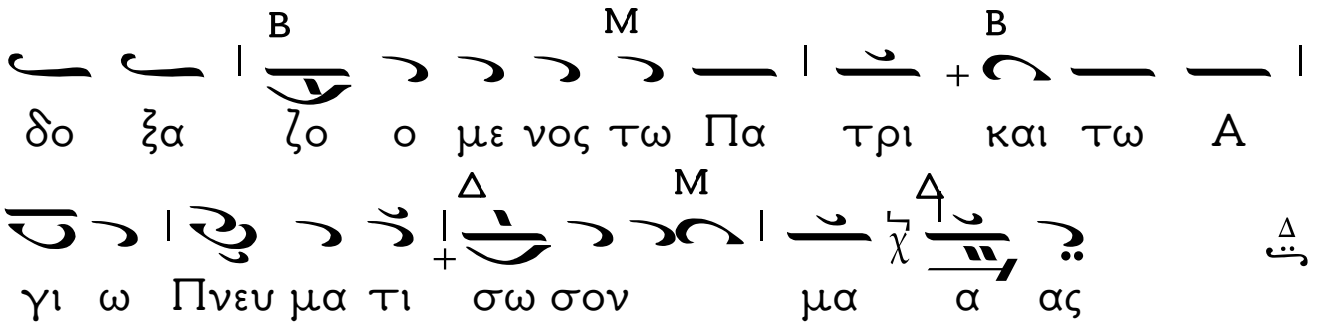 Β Μ Β
δο ξα ζο ο με νος τω Πα τρι και τω Α
Δ Μ Δ Δ
γι ω Πνευ μα τι σω σον μα α ας